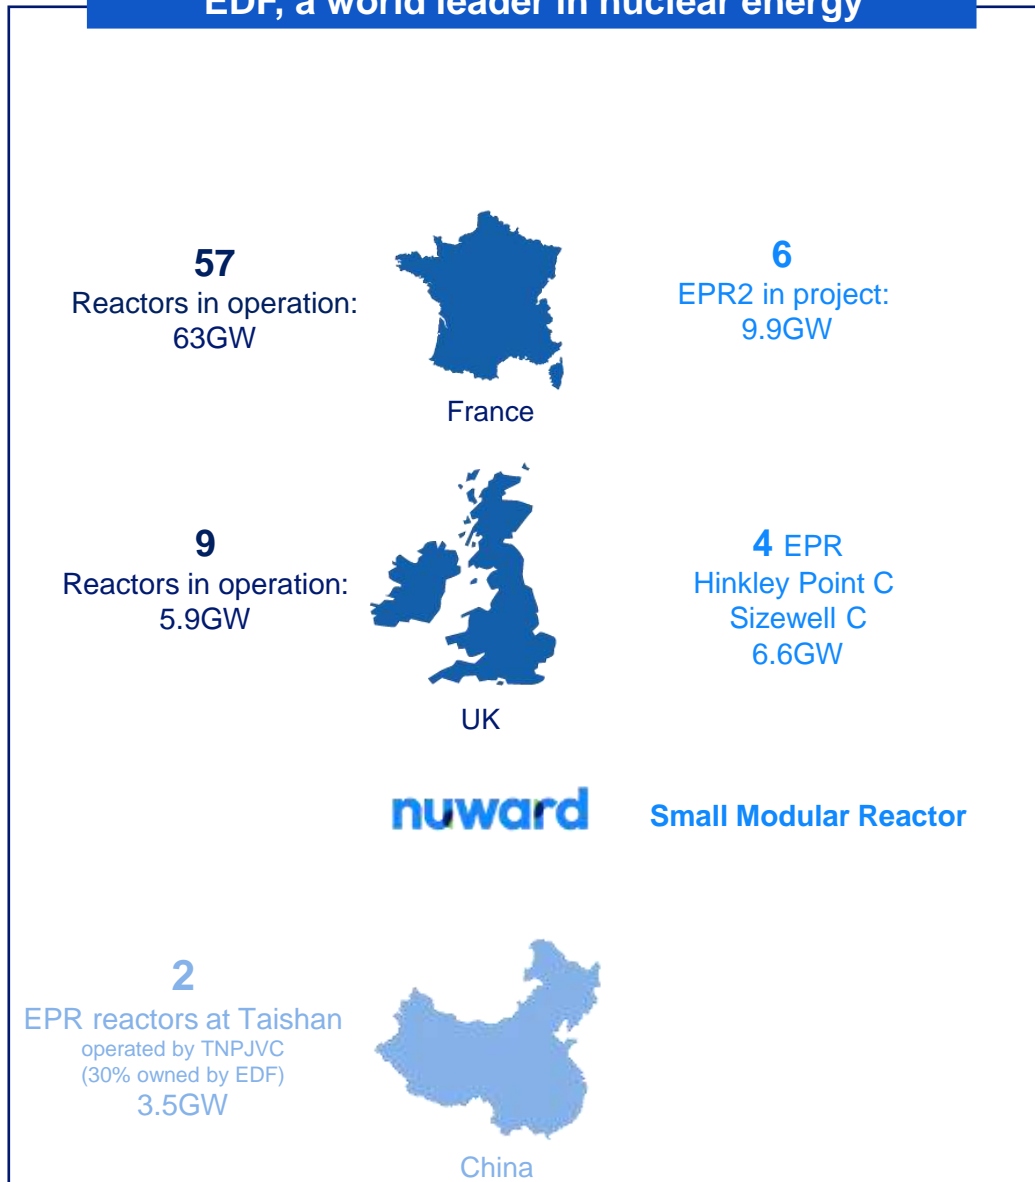 EDF, a world leader in nuclear energy
57
Reactors in operation:
63GW
6
EPR2 in project:
9.9GW
France
9
Reactors in operation:
5.9GW
4 EPR
Hinkley Point C
Sizewell C
6.6GW
UK
nuward
Small Modular Reactor
2
EPR reactors at Taishan
operated by TNPJVC
(30% owned by EDF)
3.5GW
China